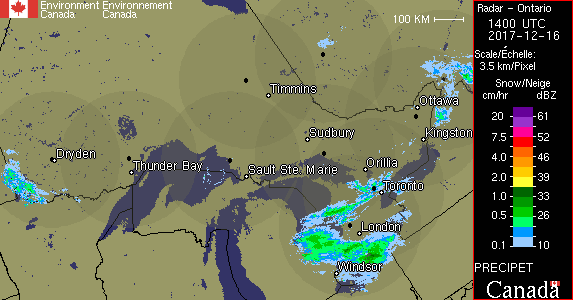 Environment Environnement
Canada Canada
100 KM
Timmins
Ottawa
Sudbury
Kingston
Dryden
Thunder Bay
Sault Ste. Marie
Orillia
Toronto
London
Windsor
Radar - Ontario
1400 UTC
2017-12-16
Scale/Échelle:
3.5 km/Pixel
Snow/Neige
cm/hr dBZ
20 61
7.5 52
4.0 46
2.0 39
1.0 33
0.5 26
0.1 10
PRECIPET
Canada